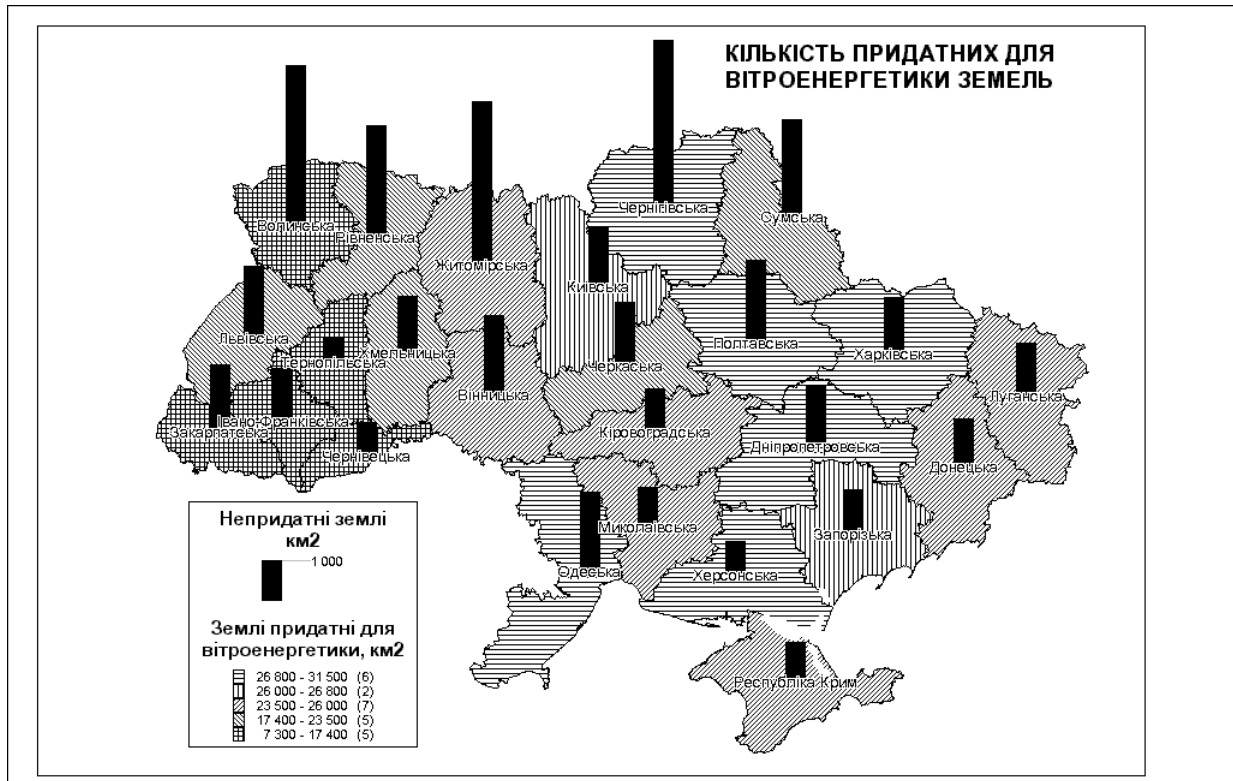 КІЛЬКІСТЬ ПРИДАТНИХ ДЛЯ
ВІТРОЕНЕРГЕТИКИ ЗЕМЕЛЬ
Волинська
Рівненська
Житомірська
Чернігівська
Сумська
Київська
Львівська
Тернопільська
Хмельницька
Вінницька
Черкаська
Полтавська
Харківська
Луганська
Івано-Франківська
Закарпатська
Чернівецька
Кіровоградська
Дніпропетровська
Донецька
Миколаівська
Запорізька
Одеська
Херсонська
Республіка Крим
Непридатні землі
км2
1 000
Землі придатні для
вітроенергетики, км2
26 800 - 31 500 (6)
26 000 - 26 800 (2)
23 500 - 26 000 (7)
17 400 - 23 500 (5)
7 300 - 17 400 (5)